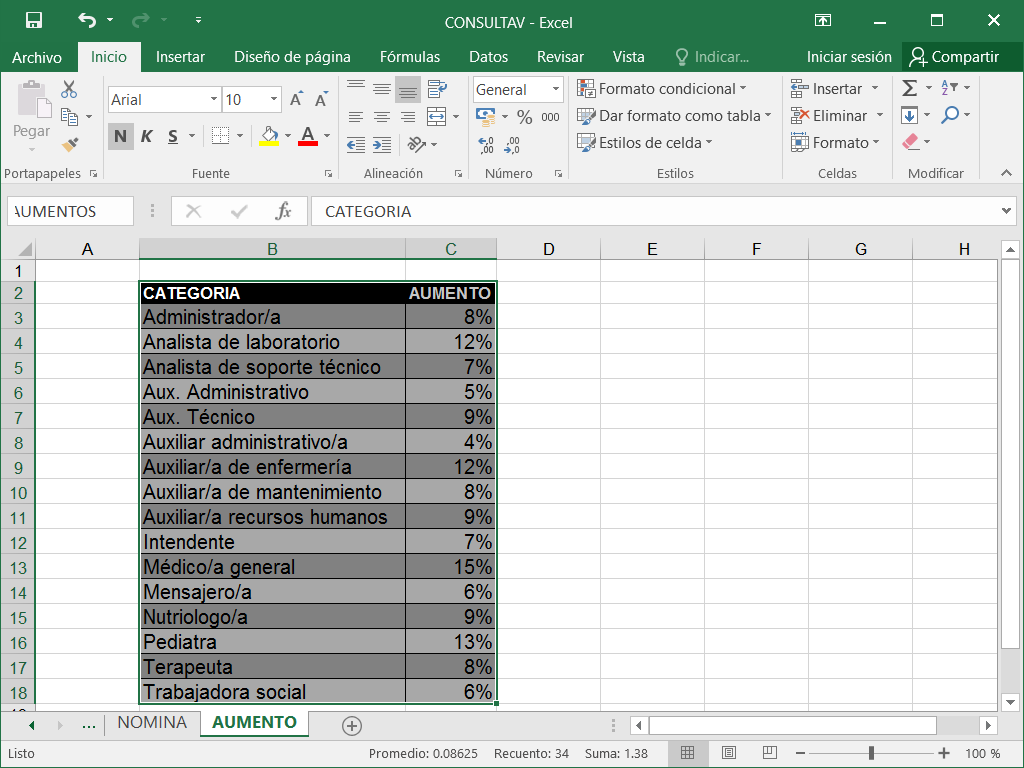 CONSULTAV - Excel
Archivo Inicio Insertar Diseño de página Fórmulas Datos Revisar Vista Indicar... Iniciar sesión Compartir
Pegar
Portapapeles
Arial 10 A A
N K S A
Fuente
Alineación
General
% 000
Número
Formato condicional
Dar formato como tabla
Estilos de celda
Estilos
Insertar
Eliminar
Formato
Celdas
Σ
Modificar
AUMENTOS fx CATEGORIA
A B C D E F G H
1
2 CATEGORIA AUMENTO
3 Administrador/a 8%
4 Analista de laboratorio 12%
5 Analista de soporte técnico 7%
6 Aux. Administrativo 5%
7 Aux. Técnico 9%
8 Auxiliar administrativo/a 4%
9 Auxiliar/a de enfermería 12%
10 Auxiliar/a de mantenimiento 8%
11 Auxiliar/a recursos humanos 9%
12 Intendente 7%
13 Médico/a general 15%
14 Mensajero/a 6%
15 Nutriologo/a 9%
16 Pediatra 13%
17 Terapeuta 8%
18 Trabajadora social 6%
... NOMINA AUMENTO
Listo Promedio: 0.08625 Recuento: 34 Suma: 1.38 100 %